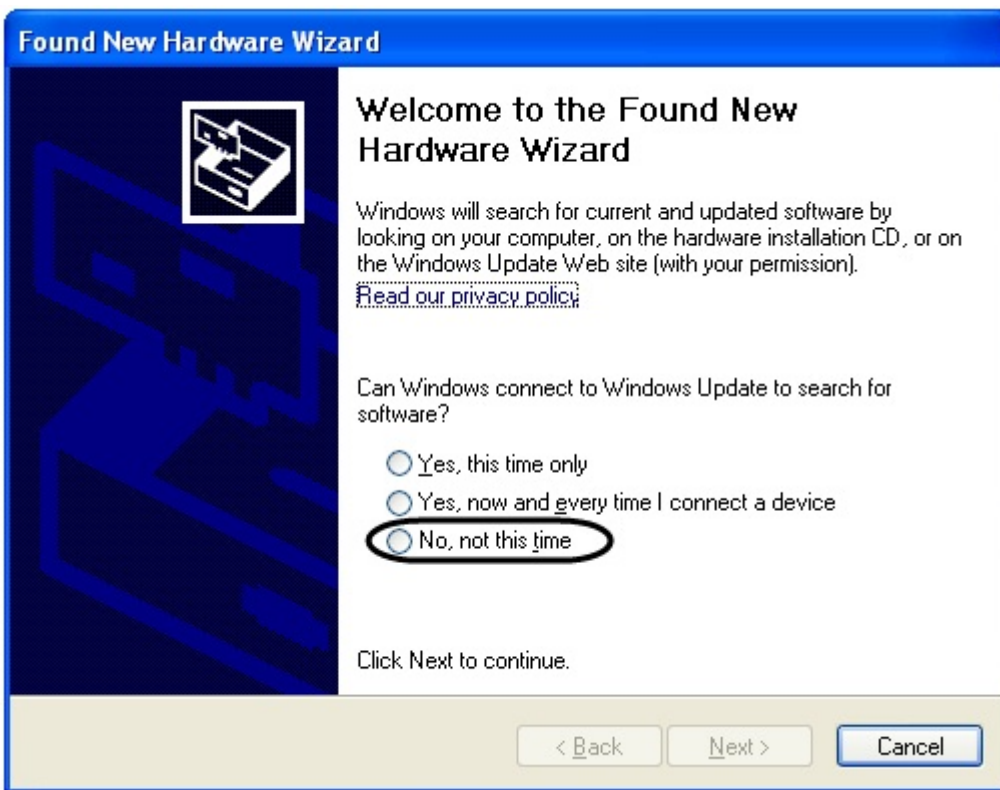 Found New Hardware Wizard
Welcome to the Found New
Hardware Wizard
Windows will search for current and updated software by
looking on your computer, on the hardware installation CD, or on
the Windows Update Web site (with your permission).
Read our privacy policy
Can Windows connect to Windows Update to search for
software?
Yes, this time only
Yes, now and every time I connect a device
No, not this time
Click Next to continue.
< Back Next > Cancel